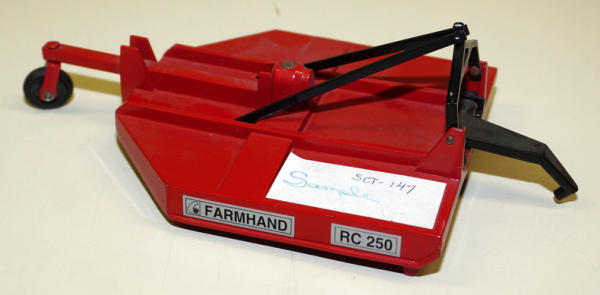 SCT-147
Sample
FARMHAND
RC 250